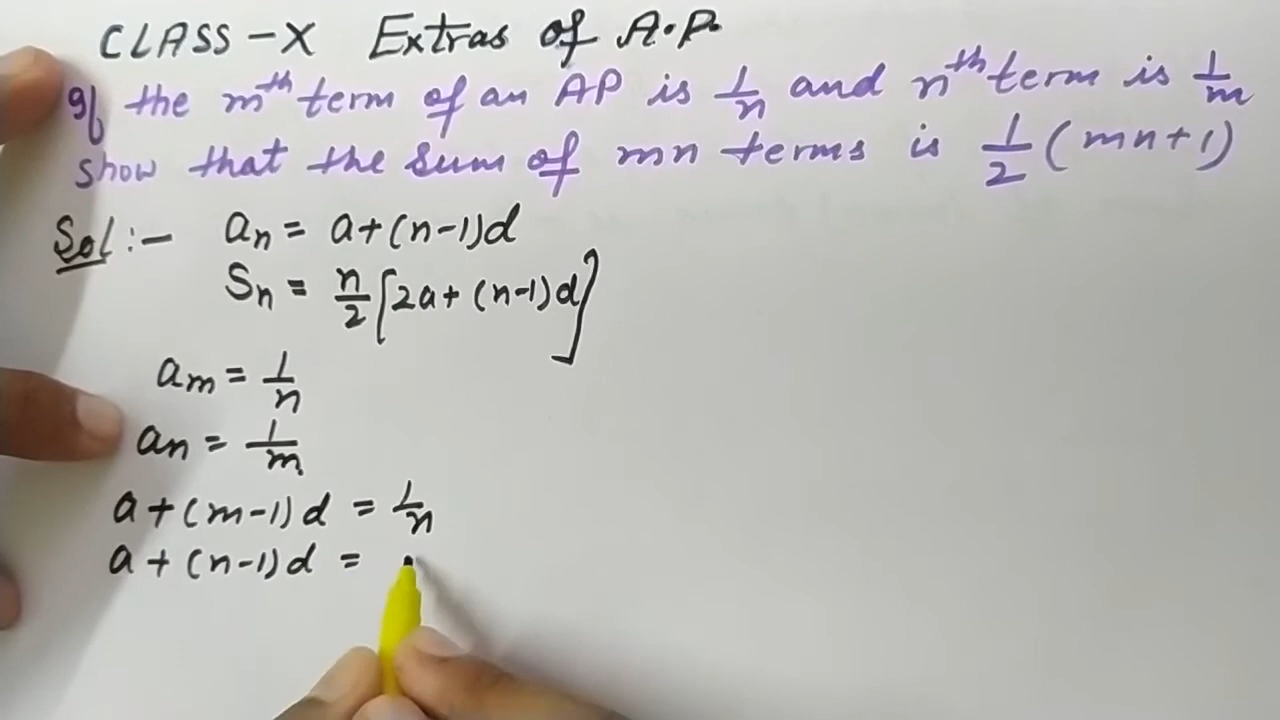 CLASS-X Extras of A.P.
If the mth term of an AP is 1/n and nth term is 1/m
show that the sum of mn terms is 1/2 (mn+1)
Sol :- an = a+(n-1)d
Sn = n/2 [2a+(n-1)d]
am = 1/n
an = 1/m
a+(m-1)d = 1/n
a+(n-1)d =